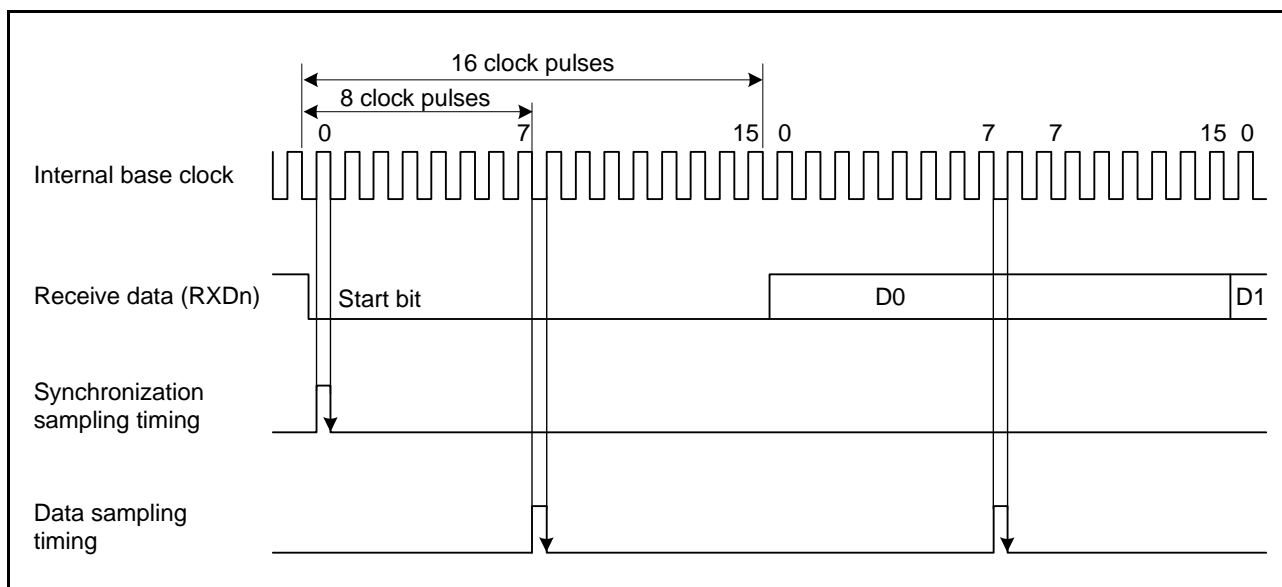 16 clock pulses
8 clock pulses
0 7 15 0 7 7 15 0
Internal base clock
Receive data (RXDn)
Start bit
D0
D1
Synchronization
sampling timing
Data sampling
timing